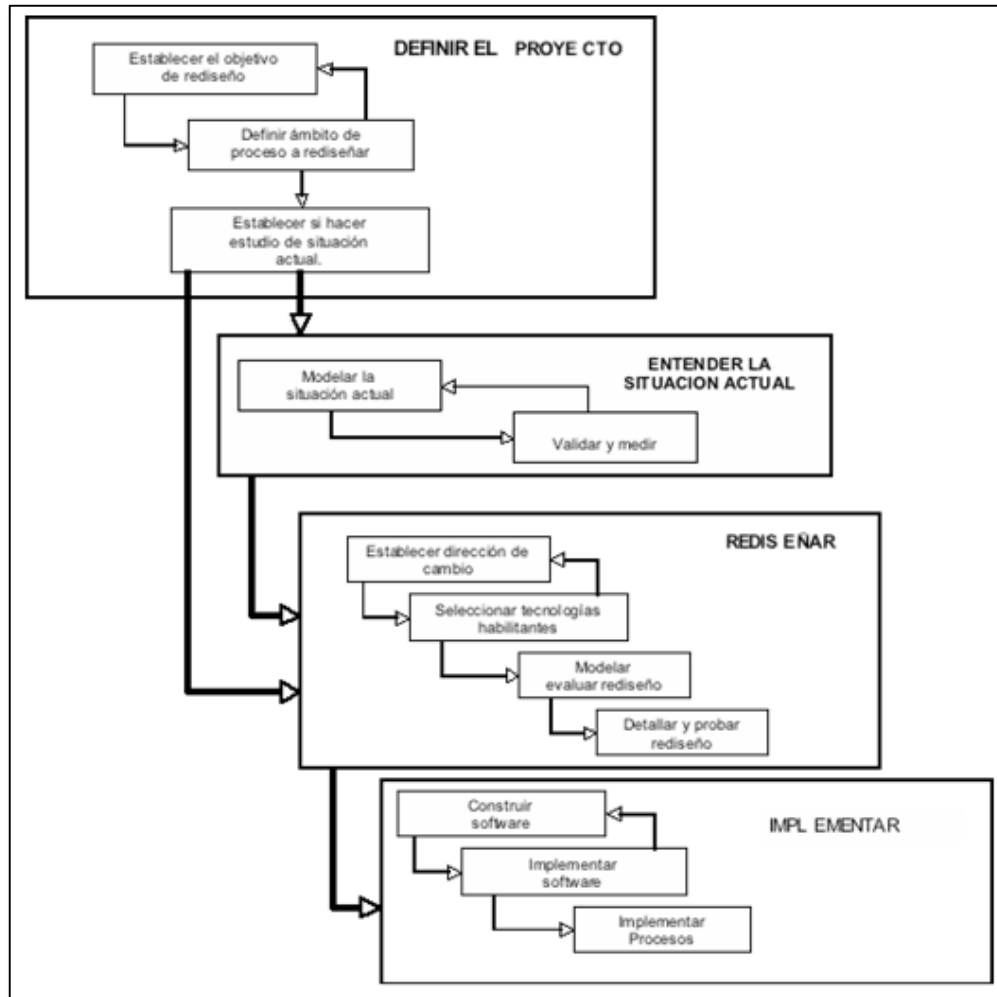 DEFINIR EL PROYE CTO
Establecer el objetivo
de rediseño
Definir ámbito de
proceso a rediseñar
Establecer si hacer
estudio de situación
actual.
ENTENDER LA
SITUACION ACTUAL
Modelar la
situación actual
Validar y medir
REDIS EÑAR
Establecer dirección de
cambio
Seleccionar tecnologías
habilitantes
Modelar
evaluar rediseño
Detallar y probar
rediseño
IMPL EMENTAR
Construir
software
Implementar
software
Implementar
Procesos